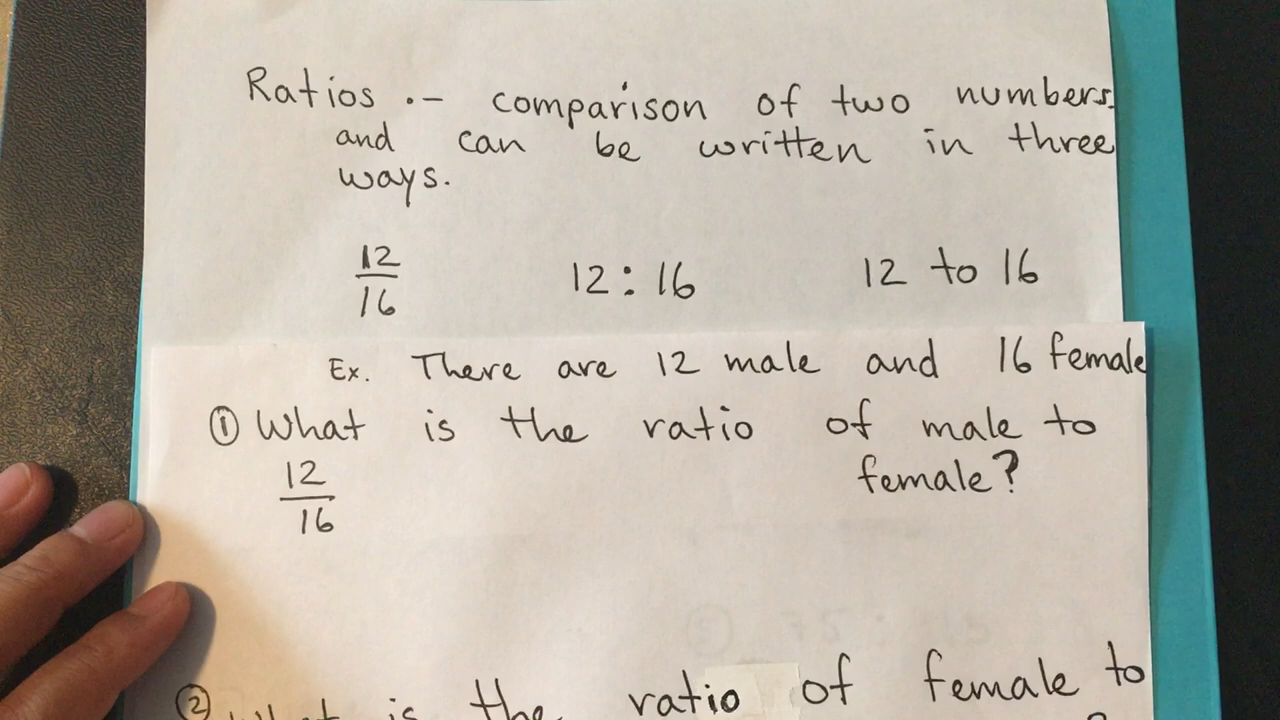 Ratios :- comparison of two numbers.
and can be written in three
ways.
12/16 12:16 12 to 16
Ex. There are 12 male and 16 female
① What is the ratio of male to
female?
12/16
② What is the ratio of female to
?